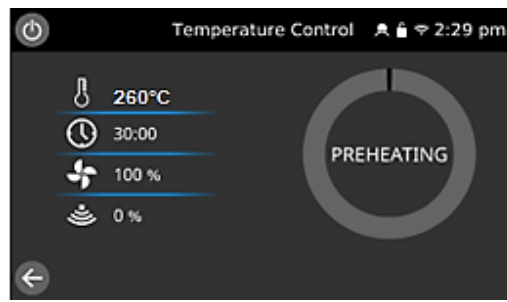 Temperature Control 2:29 pm
260°C
30:00
PREHEATING
100 %
0 %